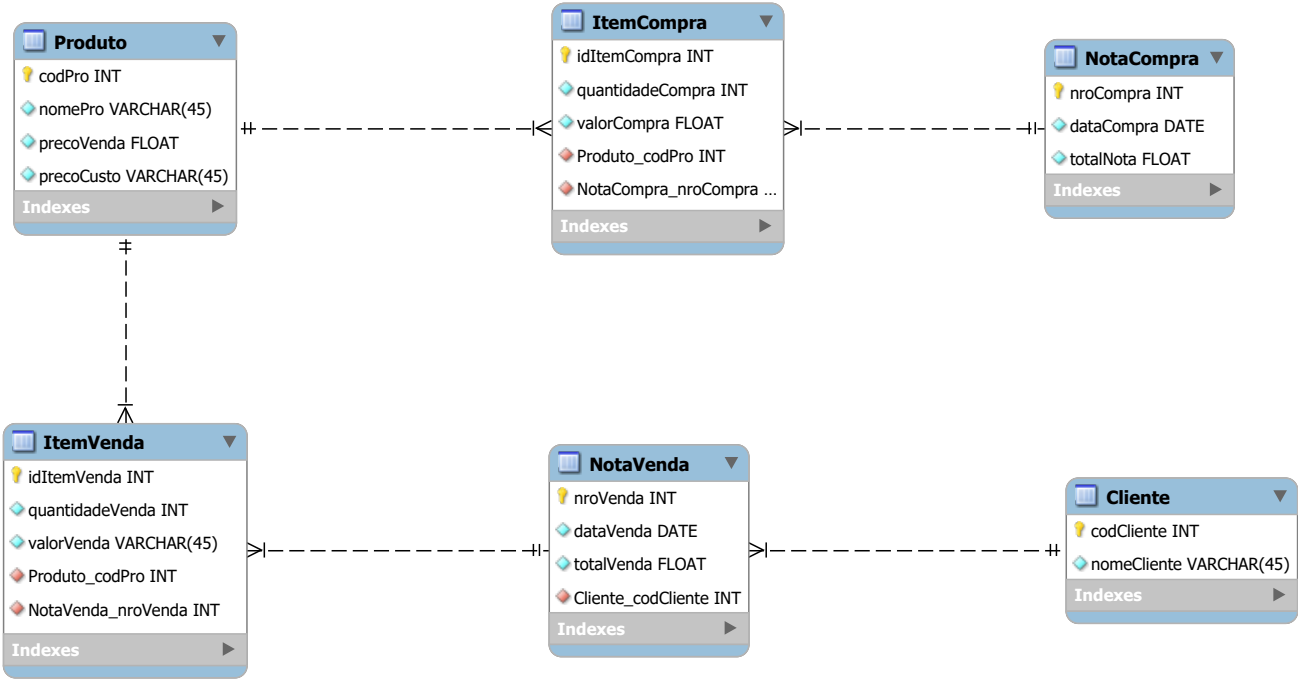 Produto
codPro INT
nomePro VARCHAR(45)
precoVenda FLOAT
precoCusto VARCHAR(45)
Indexes
ItemCompra
idItemCompra INT
quantidadeCompra INT
valorCompra FLOAT
Produto_codPro INT
NotaCompra_nroCompra ...
Indexes
NotaCompra
nroCompra INT
dataCompra DATE
totalNota FLOAT
Indexes
ItemVenda
idItemVenda INT
quantidadeVenda INT
valorVenda VARCHAR(45)
Produto_codPro INT
NotaVenda_nroVenda INT
Indexes
NotaVenda
nroVenda INT
dataVenda DATE
totalVenda FLOAT
Cliente_codCliente INT
Indexes
Cliente
codCliente INT
nomeCliente VARCHAR(45)
Indexes